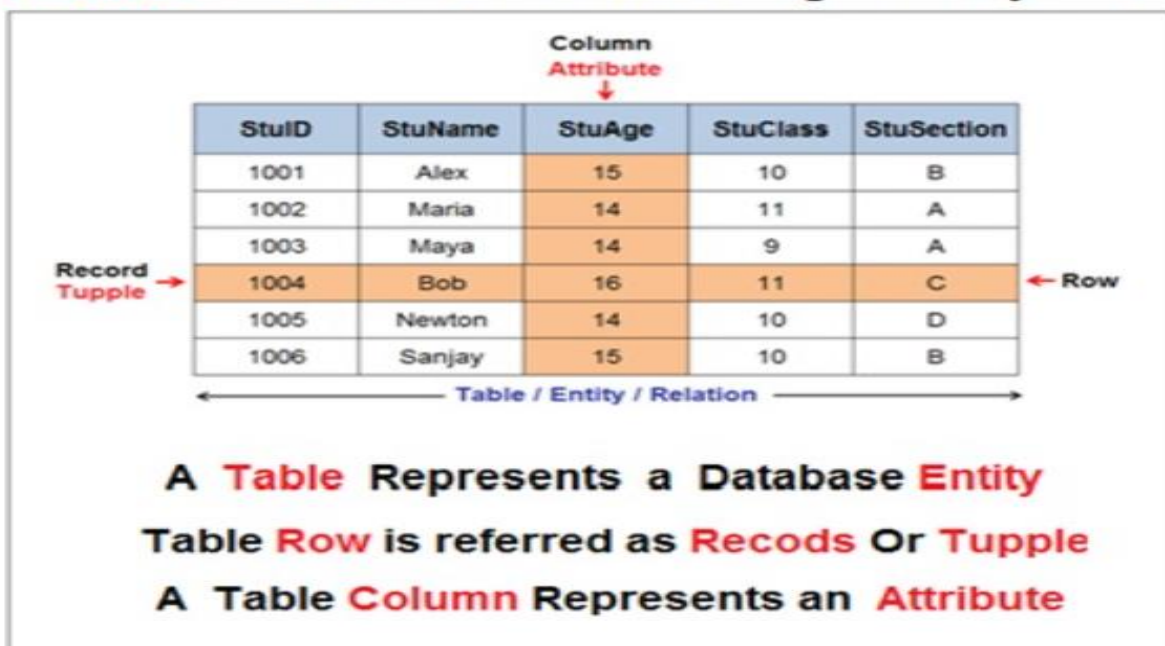 Column
Attribute
StuID StuName StuAge StuClass StuSection
1001 Alex 15 10 B
1002 Maria 14 11 A
1003 Maya 14 9 A
Record
Tupple
1004 Bob 16 11 C
Row
1005 Newton 14 10 D
1006 Sanjay 15 10 B
Table / Entity / Relation
A Table Represents a Database Entity
Table Row is referred as Recods Or Tupple
A Table Column Represents an Attribute